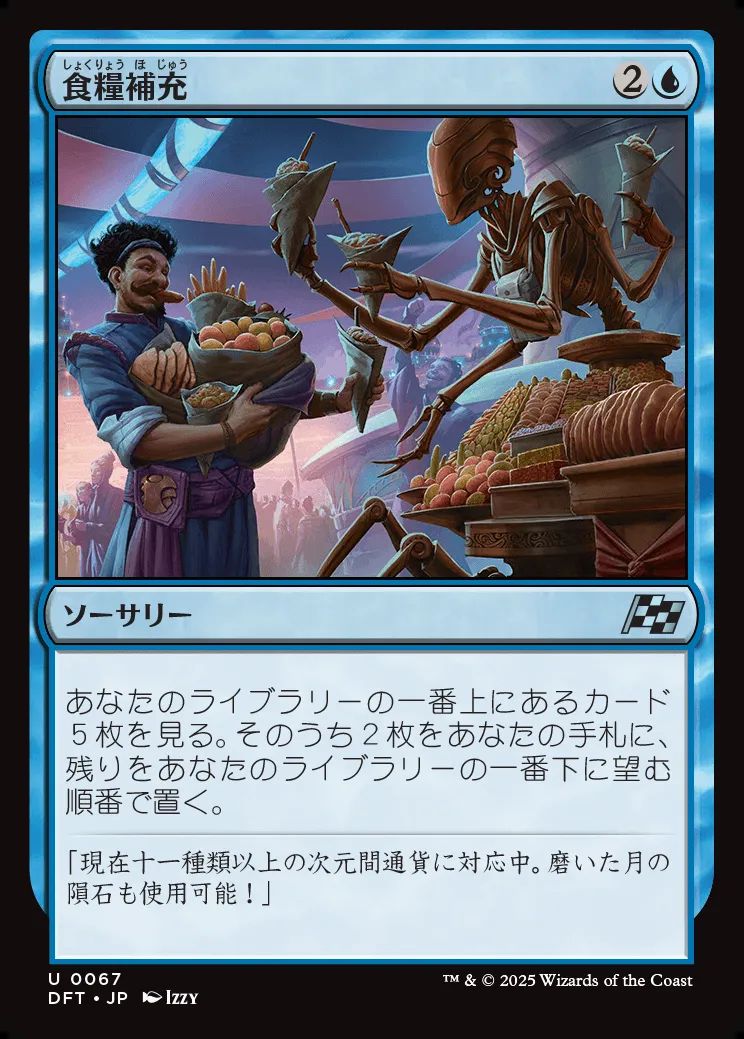 しょくりょう ほ じゅう
食糧補充
2
ソーサリー
あなたのライブラリーの一番上にあるカード
５枚を見る。そのうち２枚をあなたの手札に、
残りをあなたのライブラリーの一番下に望む
順番で置く。
「現在十一種類以上の次元間通貨に対応中。磨いた月の
隕石も使用可能！」
U 0067
DFT • JP Izzy
™ & © 2025 Wizards of the Coast